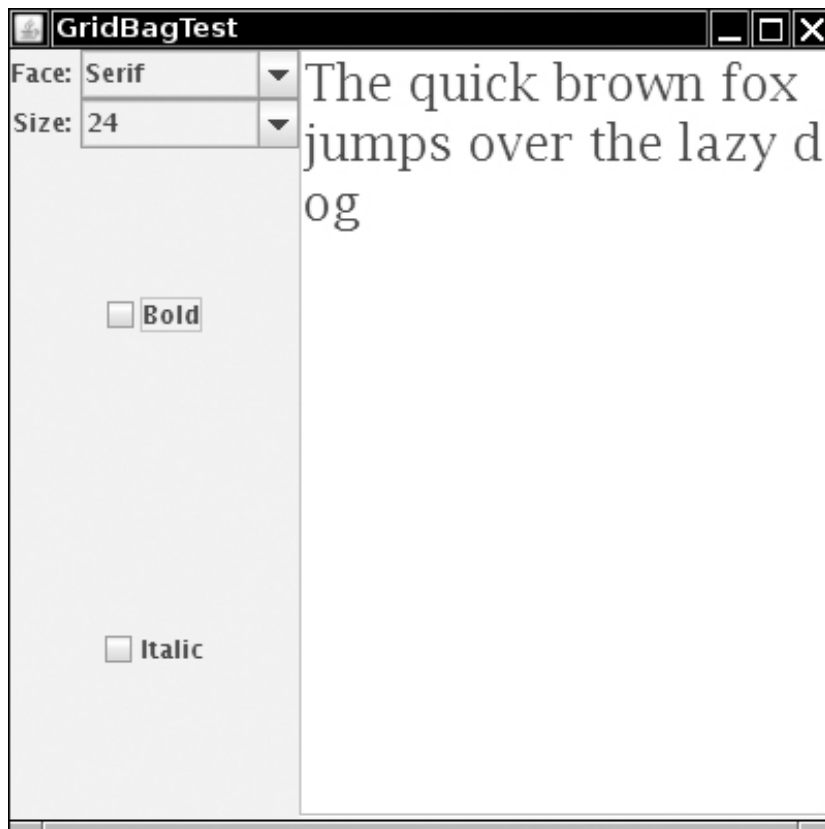 GridBagTest
Face: Serif
Size: 24
Bold
Italic
The quick brown fox
jumps over the lazy d
og